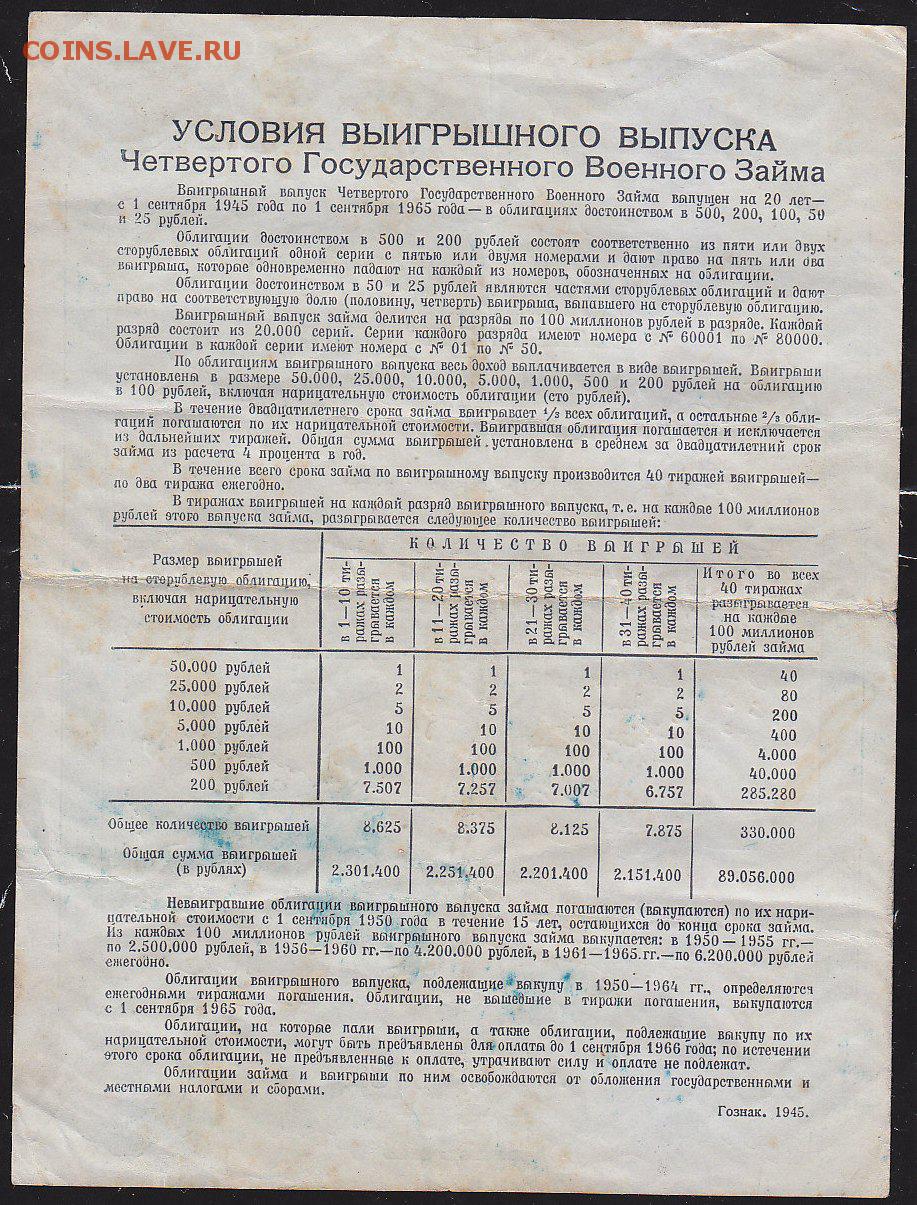 COINS.LAVE.RU
УСЛОВИЯ ВЫИГРЫШНОГО ВЫПУСКА
Четвертого Государственного Военного Займа
Выигрышный выпуск Четвертого Государственного Военного Займа выпущен на 20 лет—
с 1 сентября 1945 года по 1 сентября 1965 года—в облигациях достоинством в 500, 200, 100, 50
и 25 рублей.
Облигации достоинством в 500 и 200 рублей состоят соответственно из пяти или двух
сторублевых облигаций одной серии с пятью или двумя номерами и дают право на пять или два
выигрыша, которые одновременно падают на каждый из номеров, обозначенных на облигации.
Облигации достоинством в 50 и 25 рублей являются частями сторублевых облигаций и дают
право на соответствующую долю (половину, четверть) выигрыша, выпавшего на сторублевую облигацию.
Выигрышный выпуск займа делится на разряды по 100 миллионов рублей в разряде. Каждый
разряд состоит из 20.000 серий. Серии каждого разряда имеют номера с № 60001 по № 80000.
Облигации в каждой серии имеют номера с № 01 по № 50.
По облигациям выигрышного выпуска весь доход выплачивается в виде выигрышей. Выигрыши
установлены в размере 50.000, 25.000, 10.000, 5.000, 1.000, 500 и 200 рублей на облигацию
в 100 рублей, включая нарицательную стоимость облигации (сто рублей).
В течение двадцатилетнего срока займа выигрывает ¹/₃ всех облигаций, а остальные ²/₃ обли-
гаций погашаются по их нарицательной стоимости. Выигравшая облигация погашается и исключается
из дальнейших тиражей. Общая сумма выигрышей установлена в среднем за двадцатилетний срок
займа из расчета 4 процента в год.
В течение всего срока займа по выигрышному выпуску производится 40 тиражей выигрышей—
по два тиража ежегодно.
В тиражах выигрышей на каждый разряд выигрышного выпуска, т. е. на каждые 100 миллионов
рублей этого выпуска займа, разыгрывается следующее количество выигрышей:
Размер выигрышей
на сторублевую облигацию,
включая нарицательную
стоимость облигации
КОЛИЧЕСТВО ВЫИГРЫШЕЙ
в 1—10 ти-
ражах разы-
грывается
в каждом
в 11—20 ти-
ражах разы-
грывается
в каждом
в 21—30 ти-
ражах разы-
грывается
в каждом
в 31—40 ти-
ражах разы-
грывается
в каждом
Итого во всех
40 тиражах
разыгрывается
на каждые
100 миллионов
рублей займа
50.000 рублей 1 1 1 1 40
25.000 рублей 2 2 2 2 80
10.000 рублей 5 5 5 5 200
5.000 рублей 10 10 10 10 400
1.000 рублей 100 100 100 100 4.000
500 рублей 1.000 1.000 1.000 1.000 40.000
200 рублей 7.507 7.257 7.007 6.757 285.280
Общее количество выигрышей 8.625 8.375 8.125 7.875 330.000
Общая сумма выигрышей
(в рублях) 2.301.400 2.251.400 2.201.400 2.151.400 89.056.000
Невыигравшие облигации выигрышного выпуска займа погашаются (выкупаются) по их нари-
цательной стоимости с 1 сентября 1950 года в течение 15 лет, остающихся до конца срока займа.
Из каждых 100 миллионов рублей выигрышного выпуска займа выкупается: в 1950—1955 гг.—
по 2.500.000 рублей, в 1956—1960 гг.—по 4.200.000 рублей, в 1961—1965 гг.—по 6.200.000 рублей
ежегодно.
Облигации выигрышного выпуска, подлежащие выкупу в 1950—1964 гг., определяются
ежегодными тиражами погашения. Облигации, не вышедшие в тиражи погашения, выкупаются
с 1 сентября 1965 года.
Облигации, на которые пали выигрыши, а также облигации, подлежащие выкупу по их
нарицательной стоимости, могут быть предъявлены для оплаты до 1 сентября 1966 года; по истечении
этого срока облигации, не предъявленные к оплате, утрачивают силу и оплате не подлежат.
Облигации займа и выигрыши по ним освобождаются от обложения государственными и
местными налогами и сборами.
Гознак. 1945.